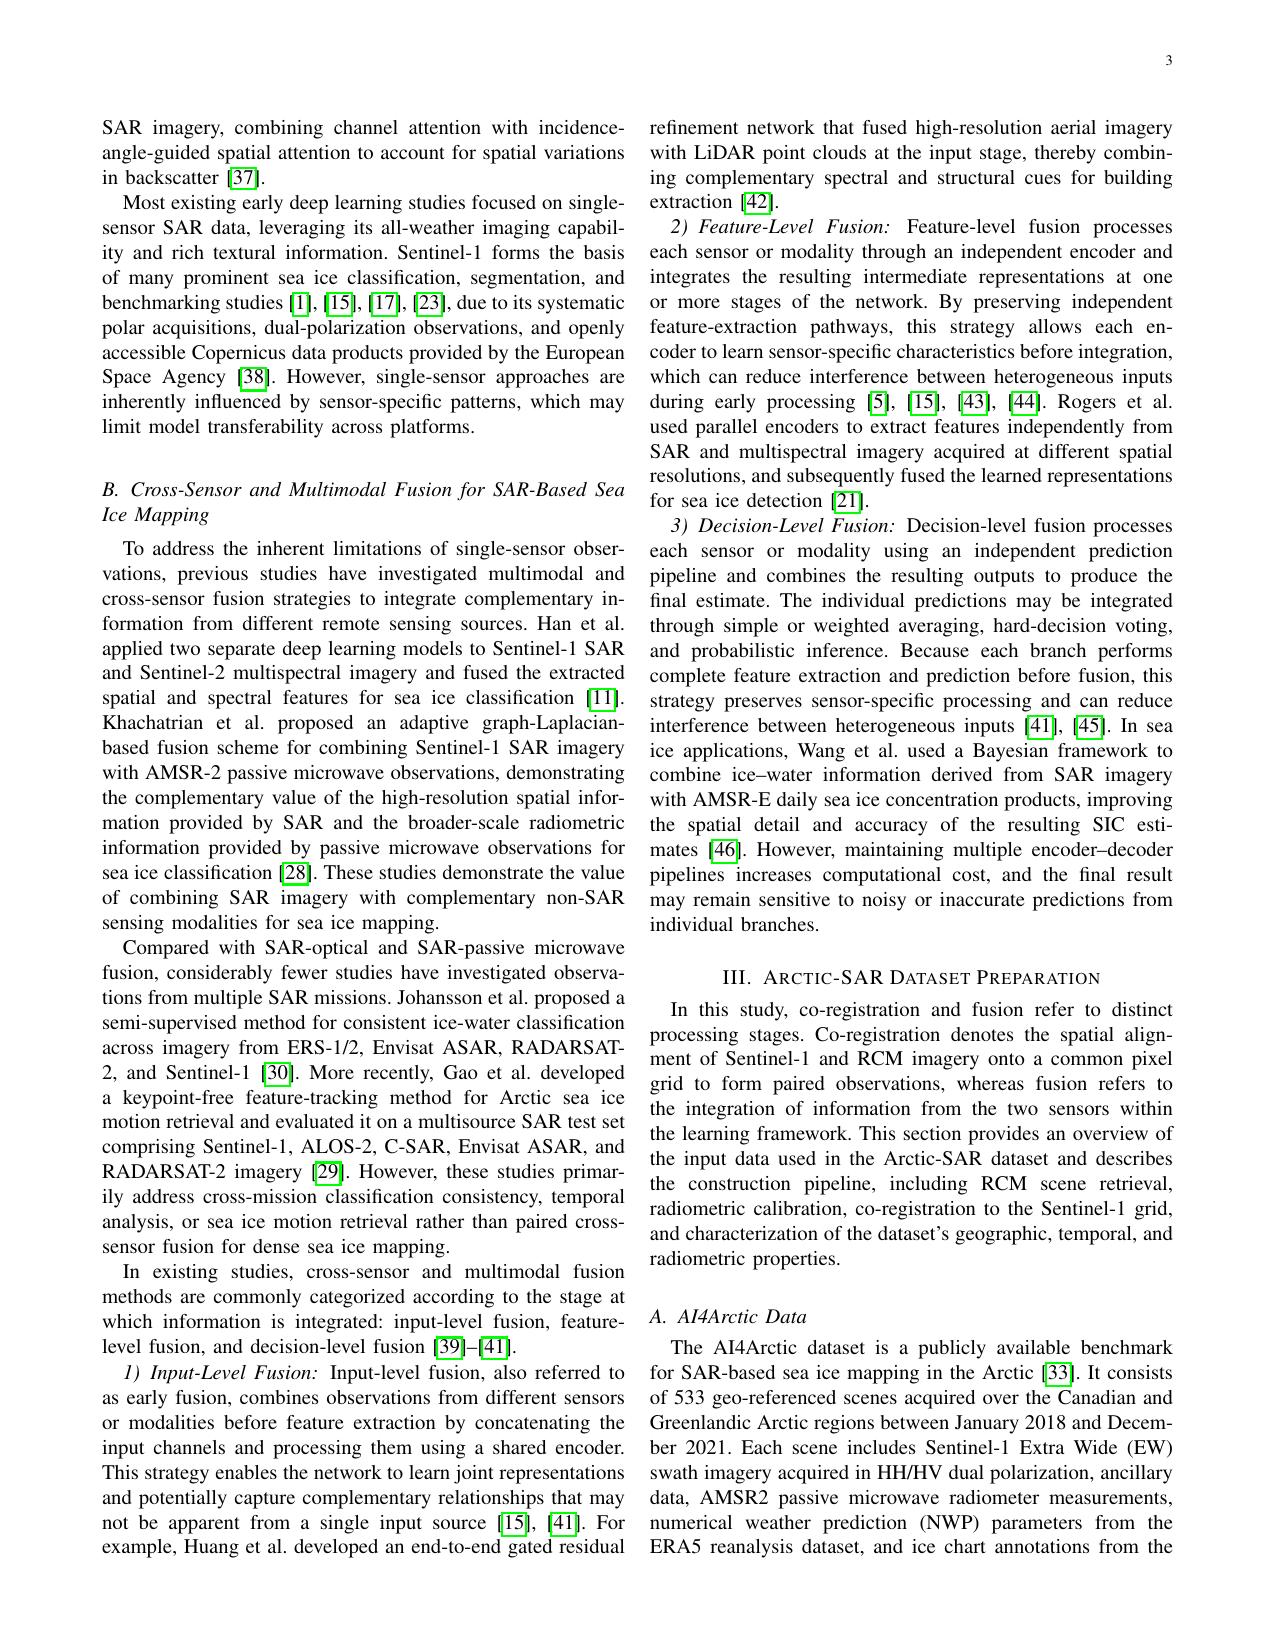 3
SAR imagery, combining channel attention with incidence-
angle-guided spatial attention to account for spatial variations
in backscatter [37].
Most existing early deep learning studies focused on single-
sensor SAR data, leveraging its all-weather imaging capabil-
ity and rich textural information. Sentinel-1 forms the basis
of many prominent sea ice classification, segmentation, and
benchmarking studies [1], [15], [17], [23], due to its systematic
polar acquisitions, dual-polarization observations, and openly
accessible Copernicus data products provided by the European
Space Agency [38]. However, single-sensor approaches are
inherently influenced by sensor-specific patterns, which may
limit model transferability across platforms.
B. Cross-Sensor and Multimodal Fusion for SAR-Based Sea
Ice Mapping
To address the inherent limitations of single-sensor obser-
vations, previous studies have investigated multimodal and
cross-sensor fusion strategies to integrate complementary in-
formation from different remote sensing sources. Han et al.
applied two separate deep learning models to Sentinel-1 SAR
and Sentinel-2 multispectral imagery and fused the extracted
spatial and spectral features for sea ice classification [11].
Khachatrian et al. proposed an adaptive graph-Laplacian-
based fusion scheme for combining Sentinel-1 SAR imagery
with AMSR-2 passive microwave observations, demonstrating
the complementary value of the high-resolution spatial infor-
mation provided by SAR and the broader-scale radiometric
information provided by passive microwave observations for
sea ice classification [28]. These studies demonstrate the value
of combining SAR imagery with complementary non-SAR
sensing modalities for sea ice mapping.
Compared with SAR-optical and SAR-passive microwave
fusion, considerably fewer studies have investigated observa-
tions from multiple SAR missions. Johansson et al. proposed a
semi-supervised method for consistent ice-water classification
across imagery from ERS-1/2, Envisat ASAR, RADARSAT-
2, and Sentinel-1 [30]. More recently, Gao et al. developed
a keypoint-free feature-tracking method for Arctic sea ice
motion retrieval and evaluated it on a multisource SAR test set
comprising Sentinel-1, ALOS-2, C-SAR, Envisat ASAR, and
RADARSAT-2 imagery [29]. However, these studies primar-
ily address cross-mission classification consistency, temporal
analysis, or sea ice motion retrieval rather than paired cross-
sensor fusion for dense sea ice mapping.
In existing studies, cross-sensor and multimodal fusion
methods are commonly categorized according to the stage at
which information is integrated: input-level fusion, feature-
level fusion, and decision-level fusion [39]–[41].
1) Input-Level Fusion: Input-level fusion, also referred to
as early fusion, combines observations from different sensors
or modalities before feature extraction by concatenating the
input channels and processing them using a shared encoder.
This strategy enables the network to learn joint representations
and potentially capture complementary relationships that may
not be apparent from a single input source [15], [41]. For
example, Huang et al. developed an end-to-end gated residual
refinement network that fused high-resolution aerial imagery
with LiDAR point clouds at the input stage, thereby combin-
ing complementary spectral and structural cues for building
extraction [42].
2) Feature-Level Fusion: Feature-level fusion processes
each sensor or modality through an independent encoder and
integrates the resulting intermediate representations at one
or more stages of the network. By preserving independent
feature-extraction pathways, this strategy allows each en-
coder to learn sensor-specific characteristics before integration,
which can reduce interference between heterogeneous inputs
during early processing [5], [15], [43], [44]. Rogers et al.
used parallel encoders to extract features independently from
SAR and multispectral imagery acquired at different spatial
resolutions, and subsequently fused the learned representations
for sea ice detection [21].
3) Decision-Level Fusion: Decision-level fusion processes
each sensor or modality using an independent prediction
pipeline and combines the resulting outputs to produce the
final estimate. The individual predictions may be integrated
through simple or weighted averaging, hard-decision voting,
and probabilistic inference. Because each branch performs
complete feature extraction and prediction before fusion, this
strategy preserves sensor-specific processing and can reduce
interference between heterogeneous inputs [41], [45]. In sea
ice applications, Wang et al. used a Bayesian framework to
combine ice–water information derived from SAR imagery
with AMSR-E daily sea ice concentration products, improving
the spatial detail and accuracy of the resulting SIC esti-
mates [46]. However, maintaining multiple encoder–decoder
pipelines increases computational cost, and the final result
may remain sensitive to noisy or inaccurate predictions from
individual branches.
III. ARCTIC-SAR DATASET PREPARATION
In this study, co-registration and fusion refer to distinct
processing stages. Co-registration denotes the spatial align-
ment of Sentinel-1 and RCM imagery onto a common pixel
grid to form paired observations, whereas fusion refers to
the integration of information from the two sensors within
the learning framework. This section provides an overview of
the input data used in the Arctic-SAR dataset and describes
the construction pipeline, including RCM scene retrieval,
radiometric calibration, co-registration to the Sentinel-1 grid,
and characterization of the dataset's geographic, temporal, and
radiometric properties.
A. AI4Arctic Data
The AI4Arctic dataset is a publicly available benchmark
for SAR-based sea ice mapping in the Arctic [33]. It consists
of 533 geo-referenced scenes acquired over the Canadian and
Greenlandic Arctic regions between January 2018 and Decem-
ber 2021. Each scene includes Sentinel-1 Extra Wide (EW)
swath imagery acquired in HH/HV dual polarization, ancillary
data, AMSR2 passive microwave radiometer measurements,
numerical weather prediction (NWP) parameters from the
ERA5 reanalysis dataset, and ice chart annotations from the